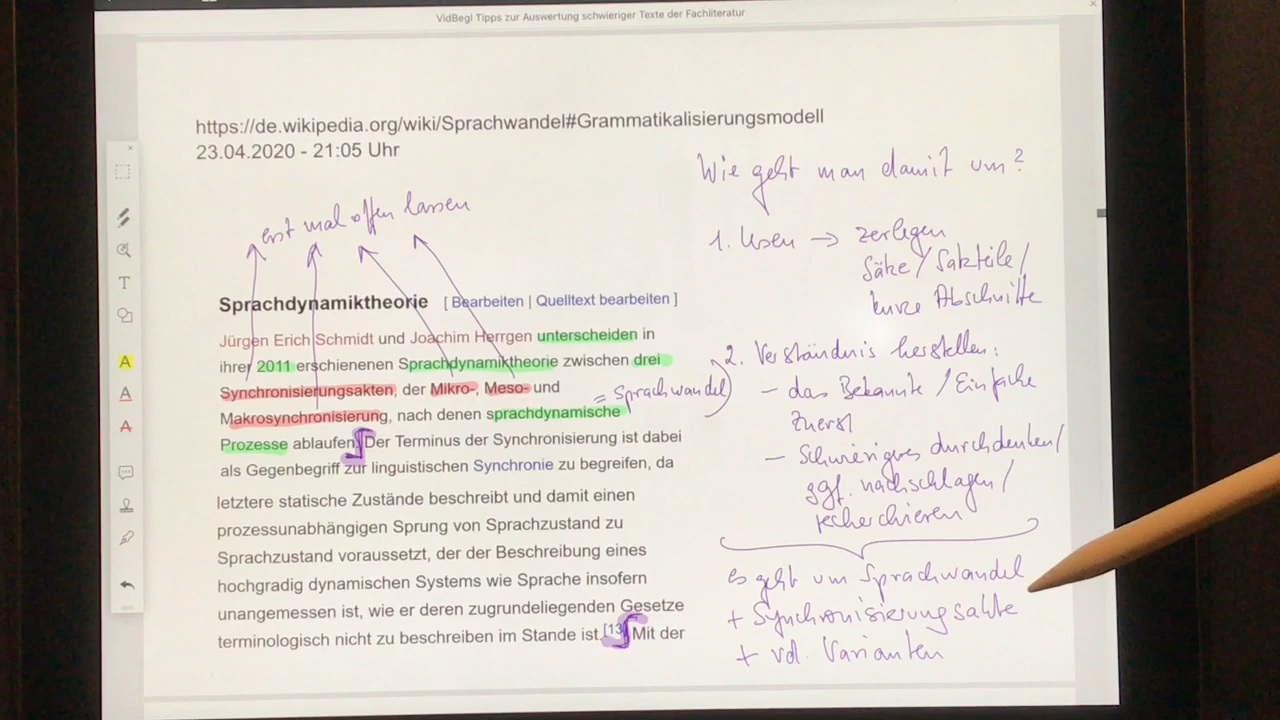 VidBegl Tipps zur Auswertung schwieriger Texte der Fachliteratur
https://de.wikipedia.org/wiki/Sprachwandel#Grammatikalisierungsmodell
23.04.2020 - 21:05 Uhr
erst mal offen lassen
Sprachdynamiktheorie [ Bearbeiten | Quelltext bearbeiten ]
Jürgen Erich Schmidt und Joachim Herrgen unterscheiden in
ihrer 2011 erschienenen Sprachdynamiktheorie zwischen drei
Synchronisierungsakten, der Mikro-, Meso- und
Makrosynchronisierung, nach denen sprachdynamische
= Sprachwandel
Prozesse ablaufen. Der Terminus der Synchronisierung ist dabei
als Gegenbegriff zur linguistischen Synchronie zu begreifen, da
letztere statische Zustände beschreibt und damit einen
prozessunabhängigen Sprung von Sprachzustand zu
Sprachzustand voraussetzt, der der Beschreibung eines
hochgradig dynamischen Systems wie Sprache insofern
unangemessen ist, wie er deren zugrundeliegenden Gesetze
terminologisch nicht zu beschreiben im Stande ist.[13] Mit der
Wie geht man damit um?
1. Lesen → zerlegen
Sätze / Satzteile /
kurze Abschnitte
2. Verständnis herstellen:
- das Bekannte / Einfache
zuerst
- Schwieriges durchdenken /
ggf. nachschlagen /
recherchieren
es geht um Sprachwandel
+ Synchronisierungsakte
+ vd. Varianten
T
A
A
A